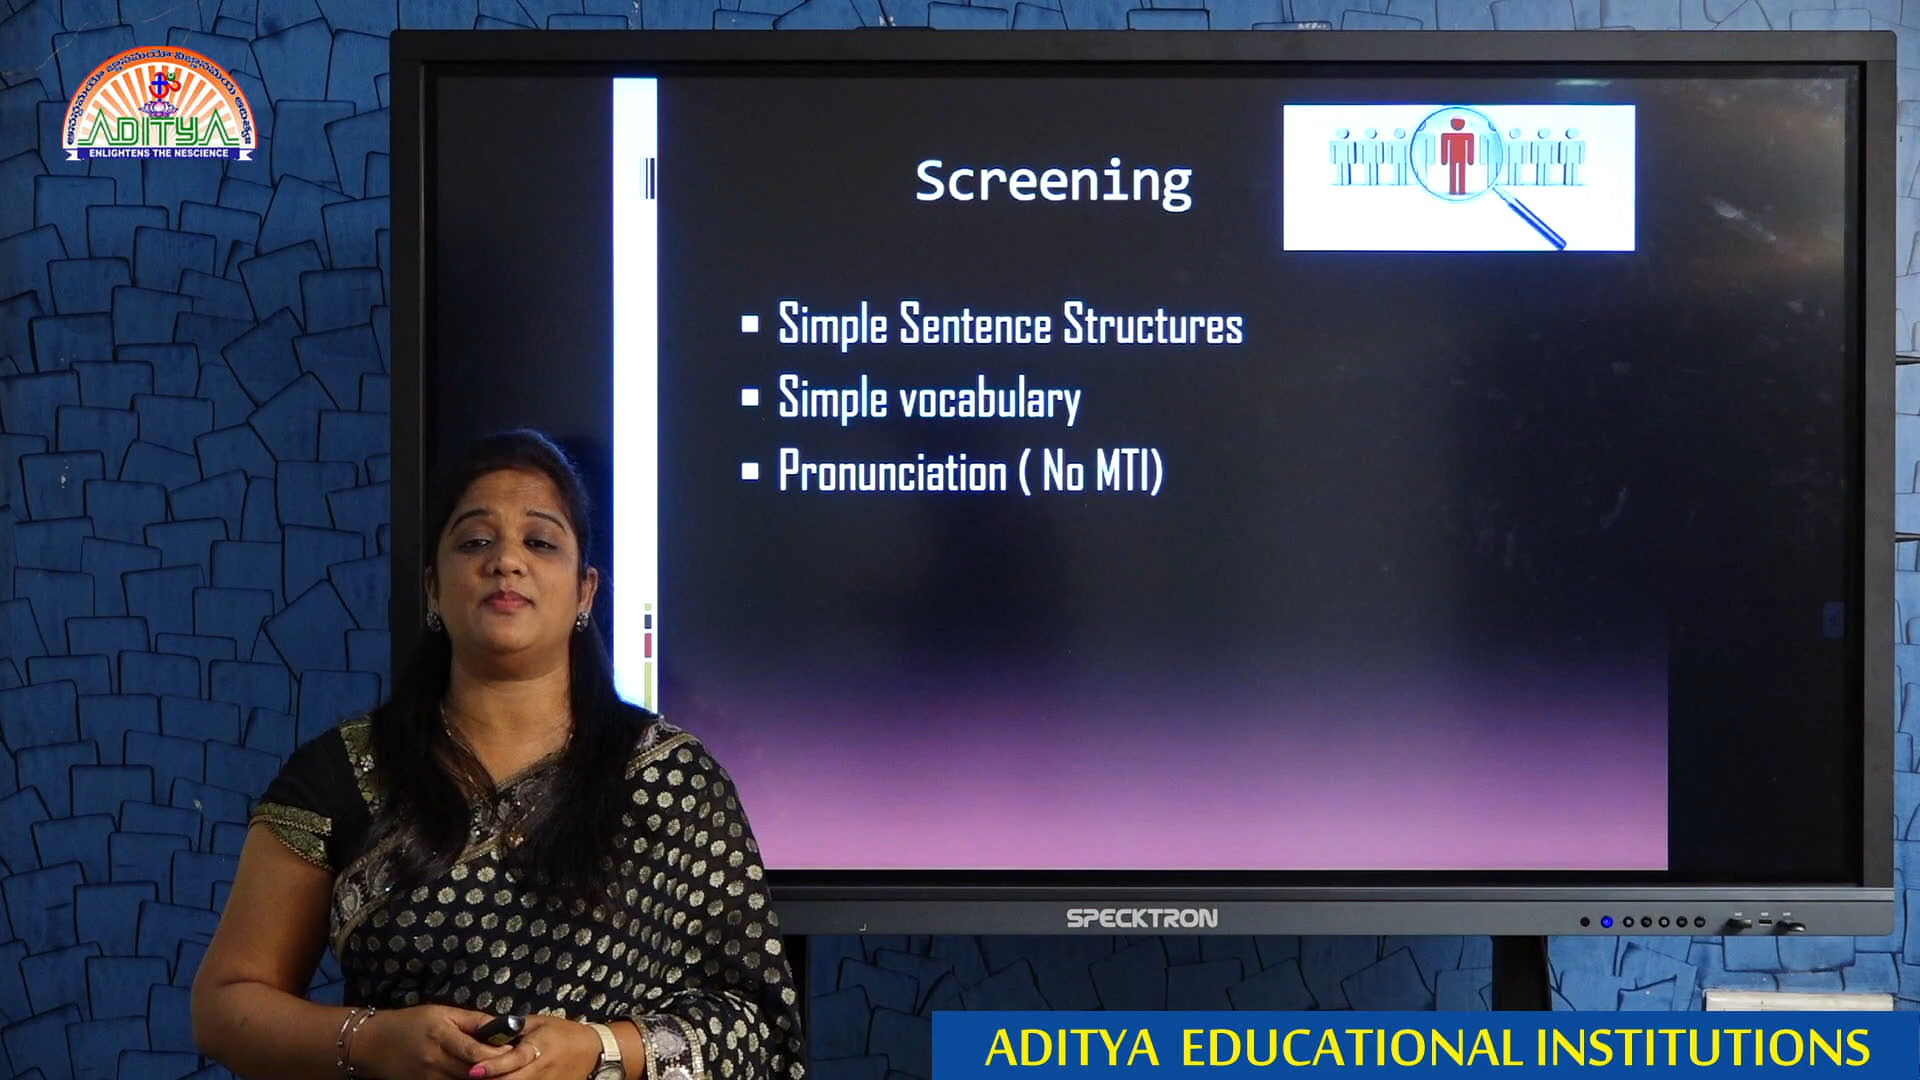 ADITYA
ENLIGHTENS THE NESCIENCE
Screening
Simple Sentence Structures
Simple vocabulary
Pronunciation ( No MTI)
SPECKTRON
ADITYA EDUCATIONAL INSTITUTIONS